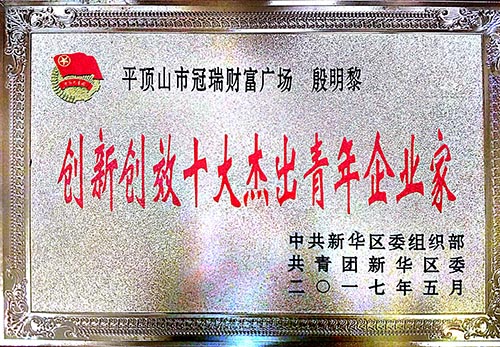 平顶山市冠瑞财富广场 殷明黎
创新创效十大杰出青年企业家
中共新华区委组织部
共青团新华区委
二〇一七年五月